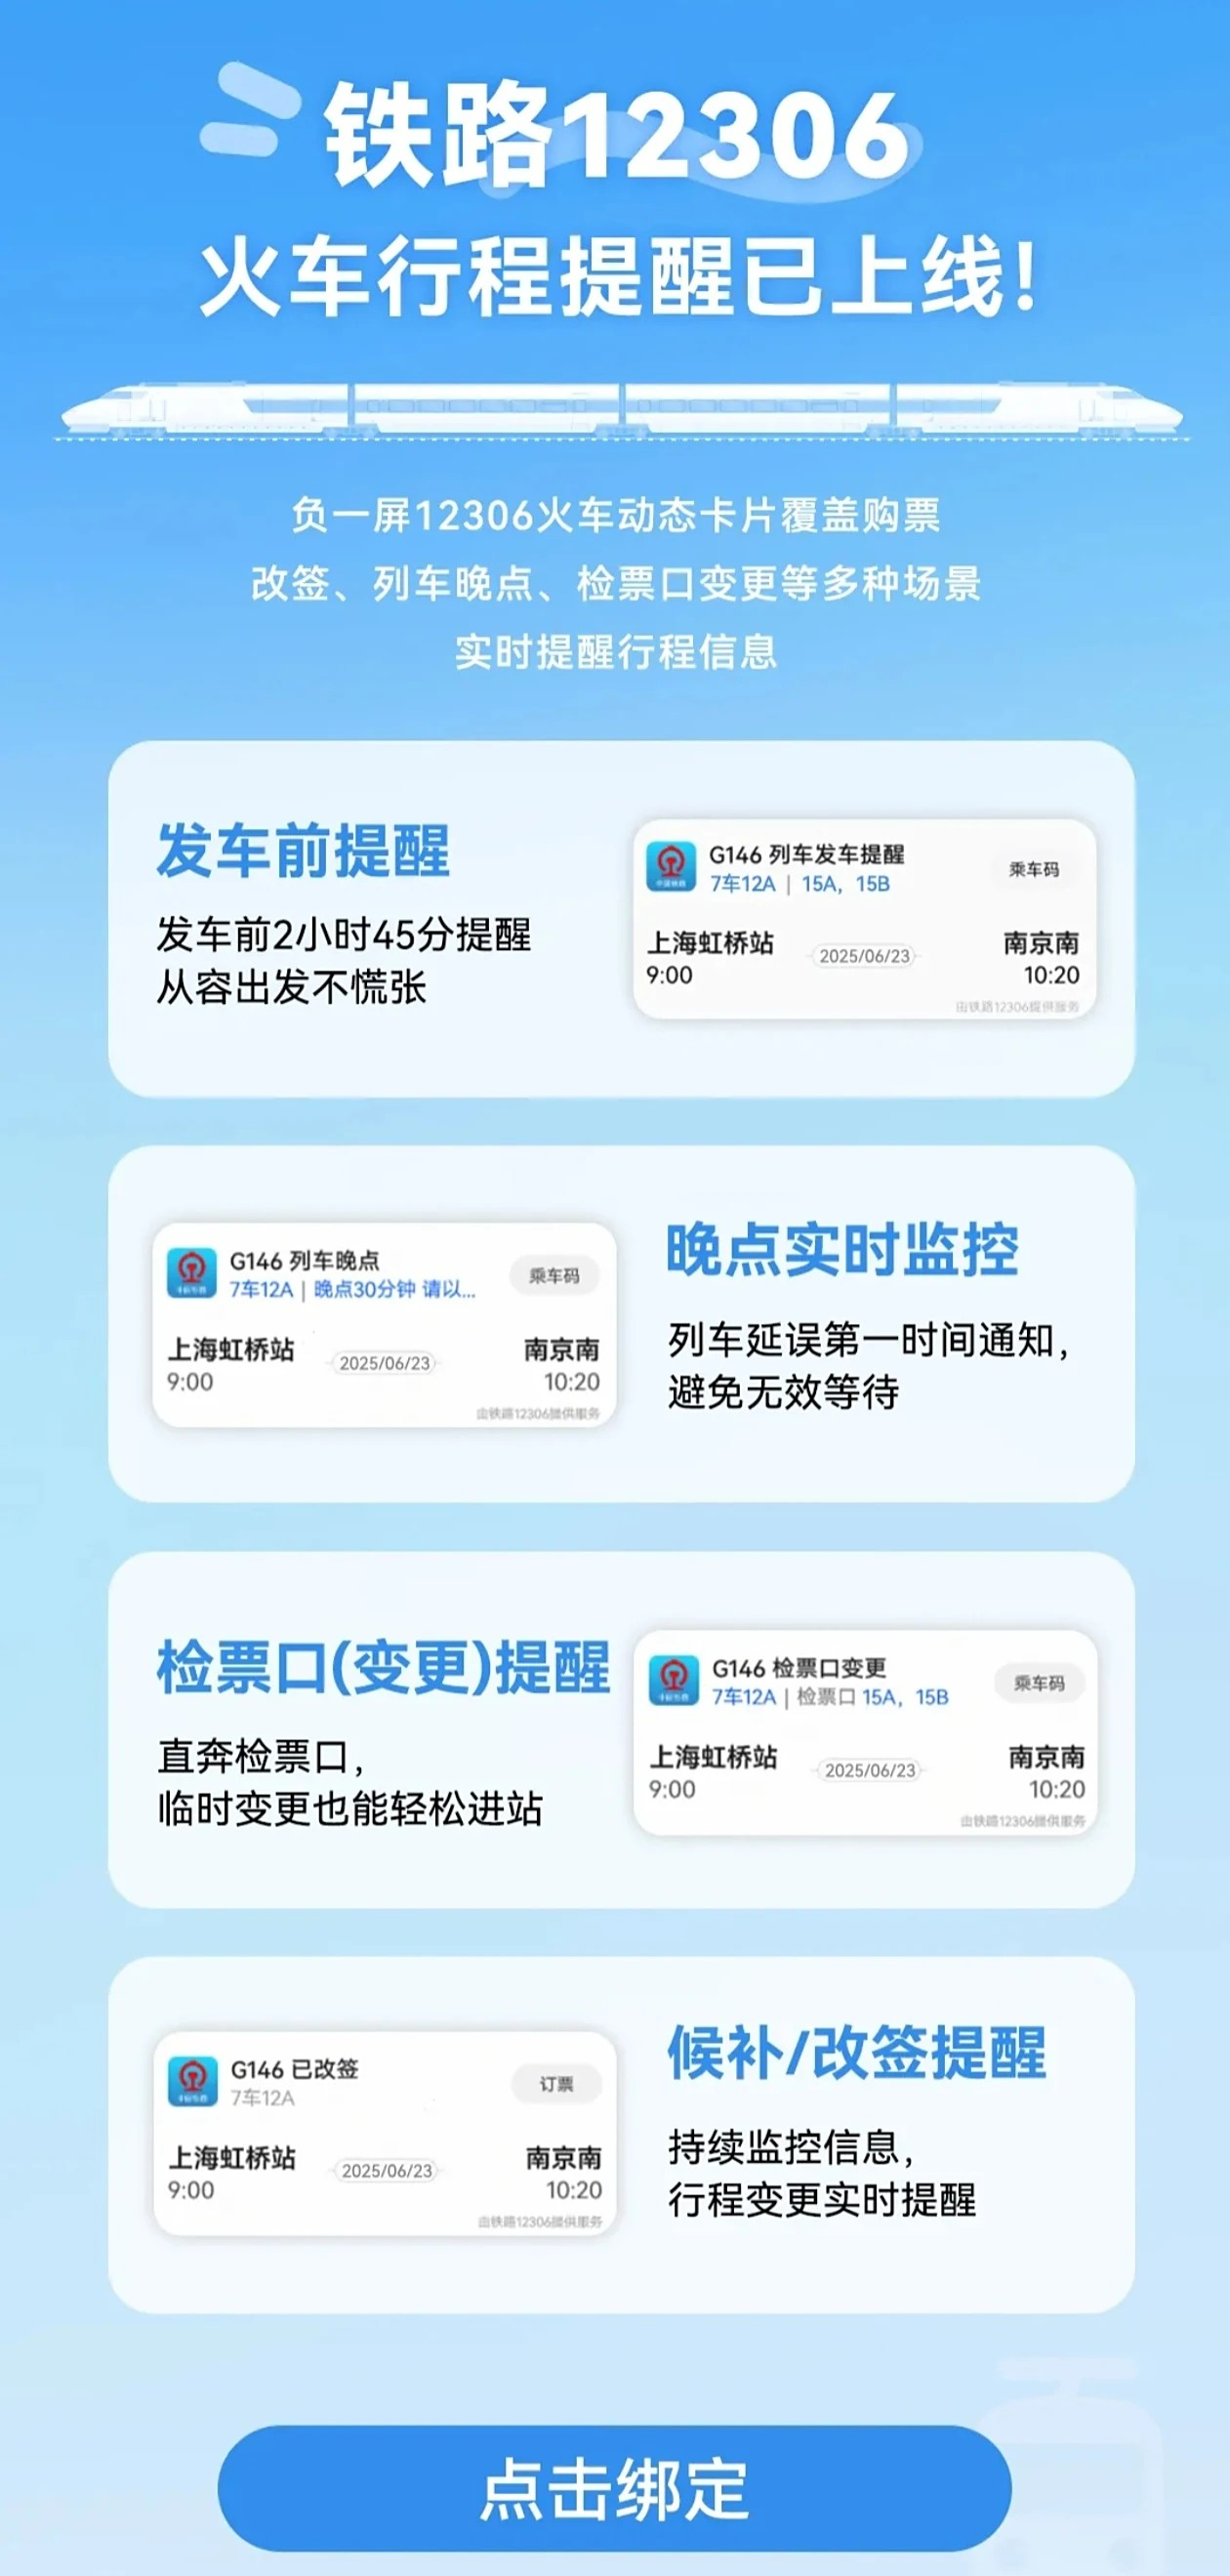 铁路12306
火车行程提醒已上线!
负一屏12306火车动态卡片覆盖购票
改签、列车晚点、检票口变更等多种场景
实时提醒行程信息
发车前提醒
发车前2小时45分提醒
从容出发不慌张
G146 列车发车提醒
7车12A | 15A，15B
乘车码
上海虹桥站
2025/06/23
南京南
9:00
10:20
由铁路12306提供服务
G146 列车晚点
7车12A | 晚点30分钟 请以...
乘车码
上海虹桥站
2025/06/23
南京南
9:00
10:20
由铁路12306提供服务
晚点实时监控
列车延误第一时间通知，
避免无效等待
检票口(变更)提醒
直奔检票口，
临时变更也能轻松进站
G146 检票口变更
7车12A | 检票口 15A，15B
乘车码
上海虹桥站
2025/06/23
南京南
9:00
10:20
由铁路12306提供服务
G146 已改签
7车12A
订票
上海虹桥站
2025/06/23
南京南
9:00
10:20
由铁路12306提供服务
候补/改签提醒
持续监控信息，
行程变更实时提醒
点击绑定